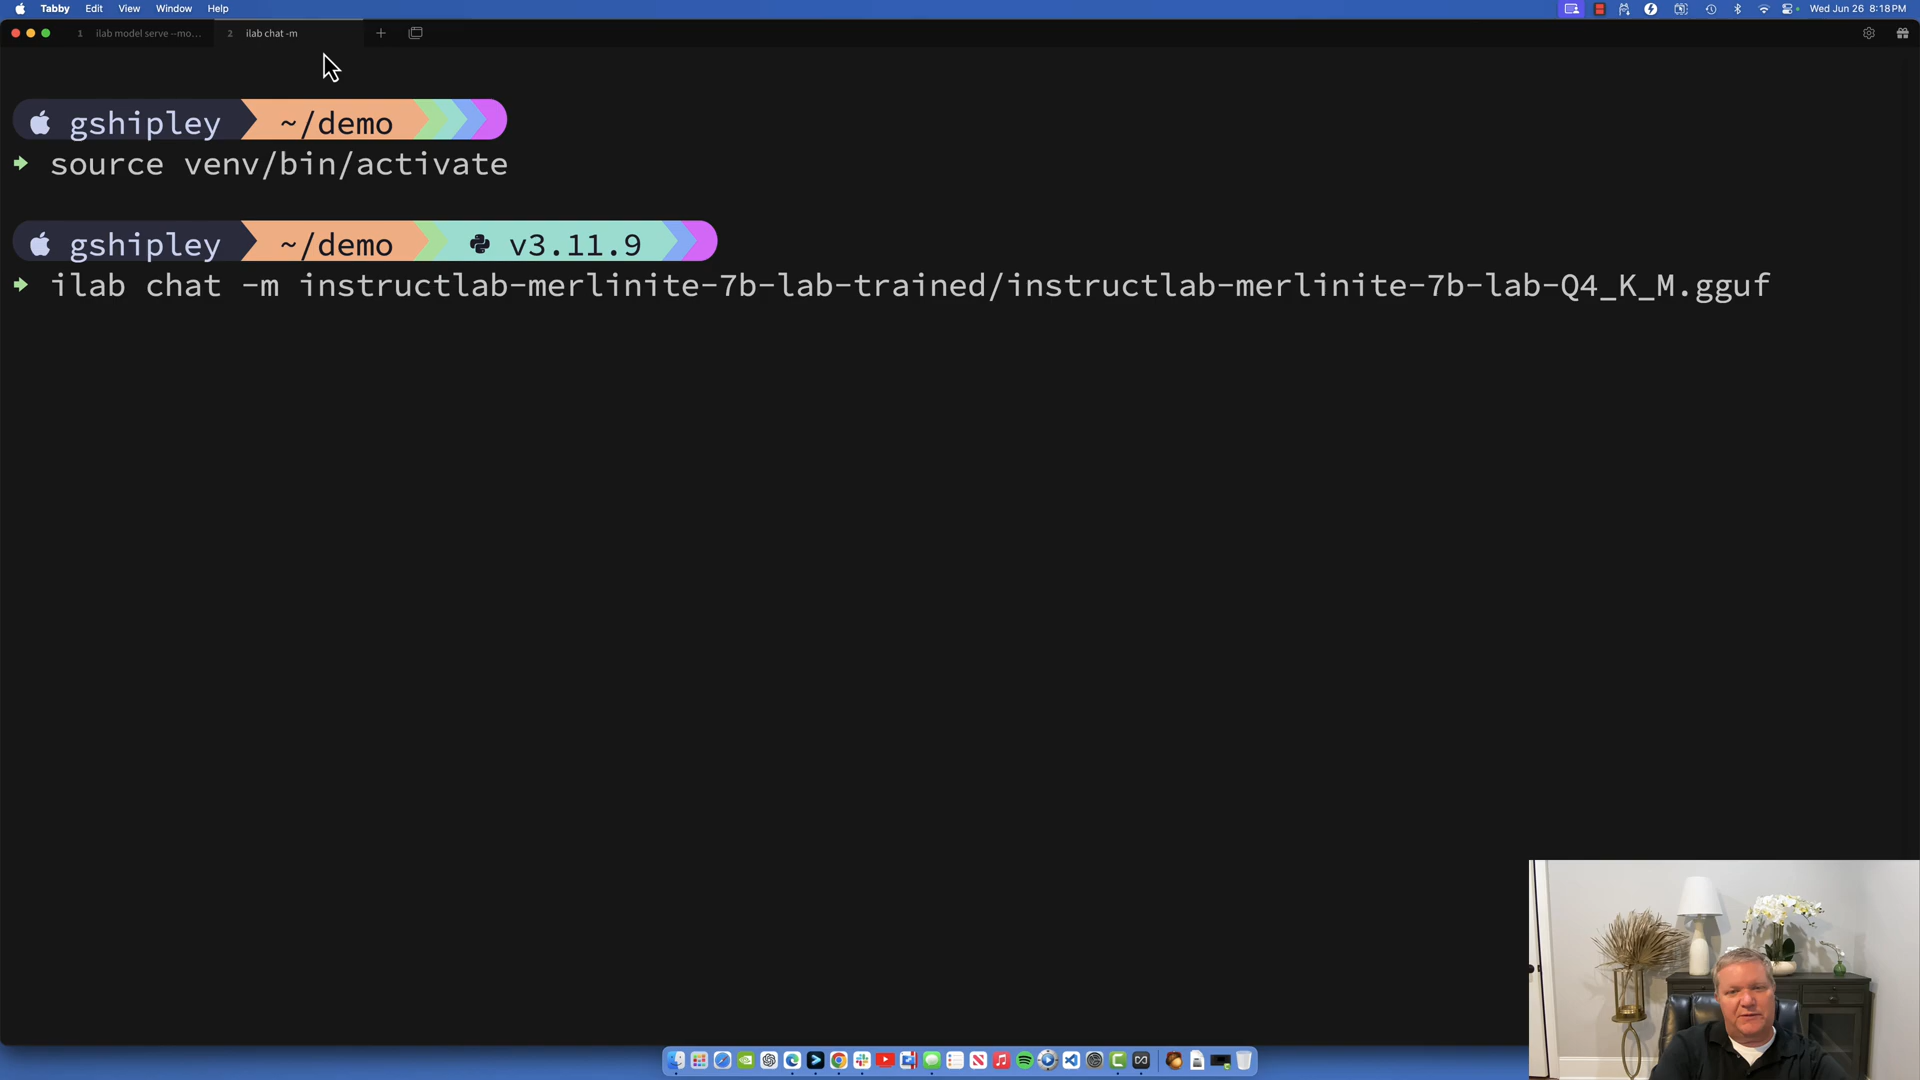 Tabby Edit View Window Help Wed Jun 26 8:18 PM
1 ilab model serve --mo... 2 ilab chat -m
gshipley ~/demo
source venv/bin/activate
gshipley ~/demo v3.11.9
ilab chat -m instructlab-merlinite-7b-lab-trained/instructlab-merlinite-7b-lab-Q4_K_M.gguf